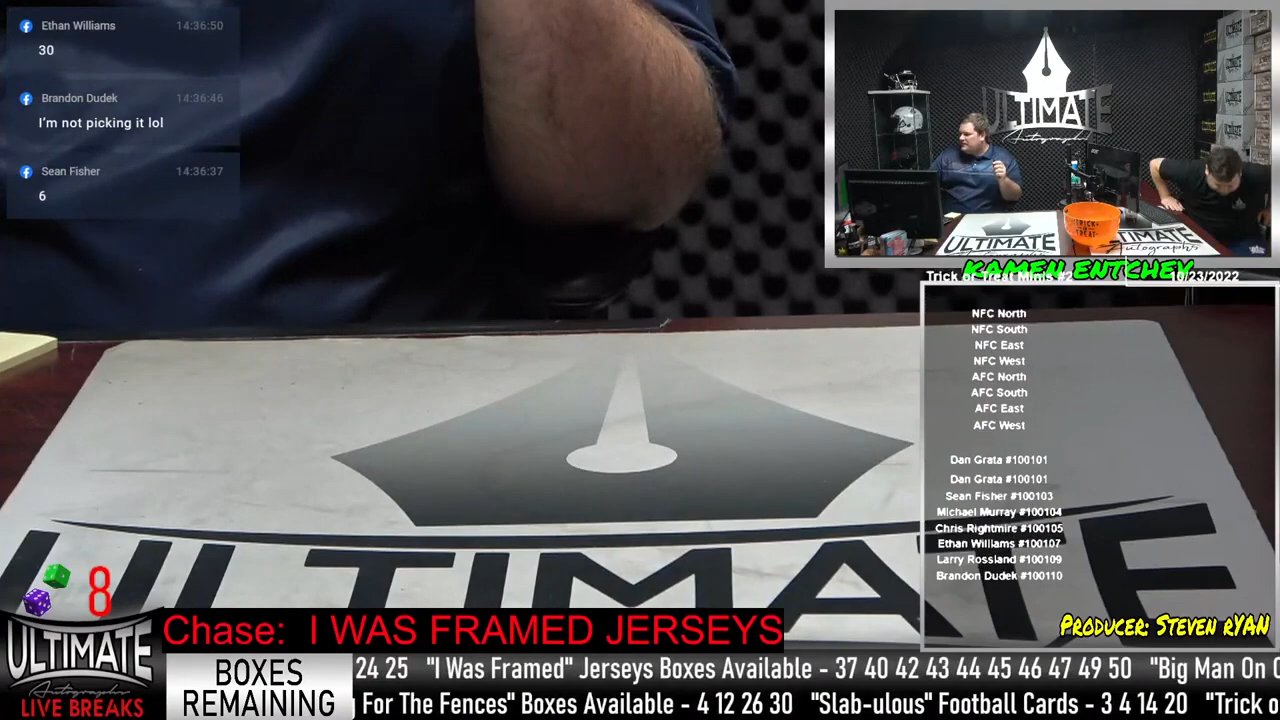 Ethan Williams 14:36:50
30
Brandon Dudek 14:36:46
I'm not picking it lol
Sean Fisher 14:36:37
6
ULTIMATE
Autographs
TRICK
TREAT
ULTIMATE
ULTIMATE
Autographs
KAMEN ENTCHEV
Trick or Treat Minis #2 10/23/2022
NFC North
NFC South
NFC East
NFC West
AFC North
AFC South
AFC East
AFC West
Dan Grata #100101
Dan Grata #100101
Sean Fisher #100103
Michael Murray #100104
Chris Rightmire #100105
Ethan Williams #100107
Larry Rossland #100109
Brandon Dudek #100110
ULTIMATE
Producer: Steven rYAN
8
Chase: I WAS FRAMED JERSEYS
ULTIMATE
Autographs
LIVE BREAKS
BOXES
REMAINING
24 25 "I Was Framed" Jerseys Boxes Available - 37 40 42 43 44 45 46 47 49 50 "Big Man On
For The Fences" Boxes Available - 4 12 26 30 "Slab-ulous" Football Cards - 3 4 14 20 "Trick o